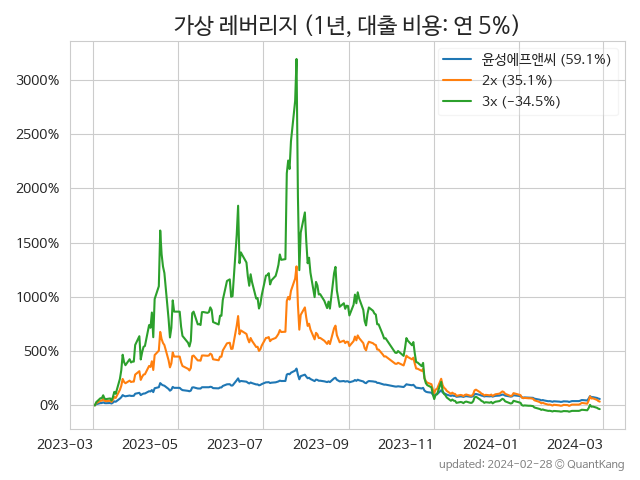 가상 레버리지 (1년, 대출 비용: 연 5%)
윤성에프앤씨 (59.1%)
2x (35.1%)
3x (−34.5%)
3000%
2500%
2000%
1500%
1000%
500%
0%
2023-03 2023-05 2023-07 2023-09 2023-11 2024-01 2024-03
updated: 2024-02-28 © QuantKang